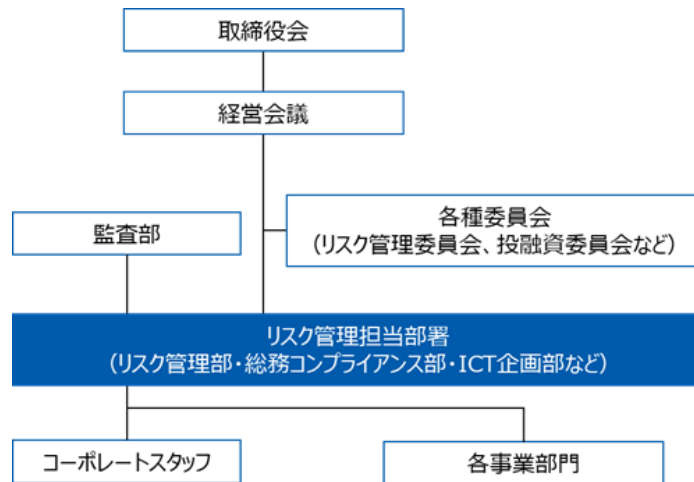 取締役会
経営会議
各種委員会
（リスク管理委員会、投融資委員会など）
監査部
リスク管理担当部署
（リスク管理部・総務コンプライアンス部・ICT企画部など）
コーポレートスタッフ
各事業部門